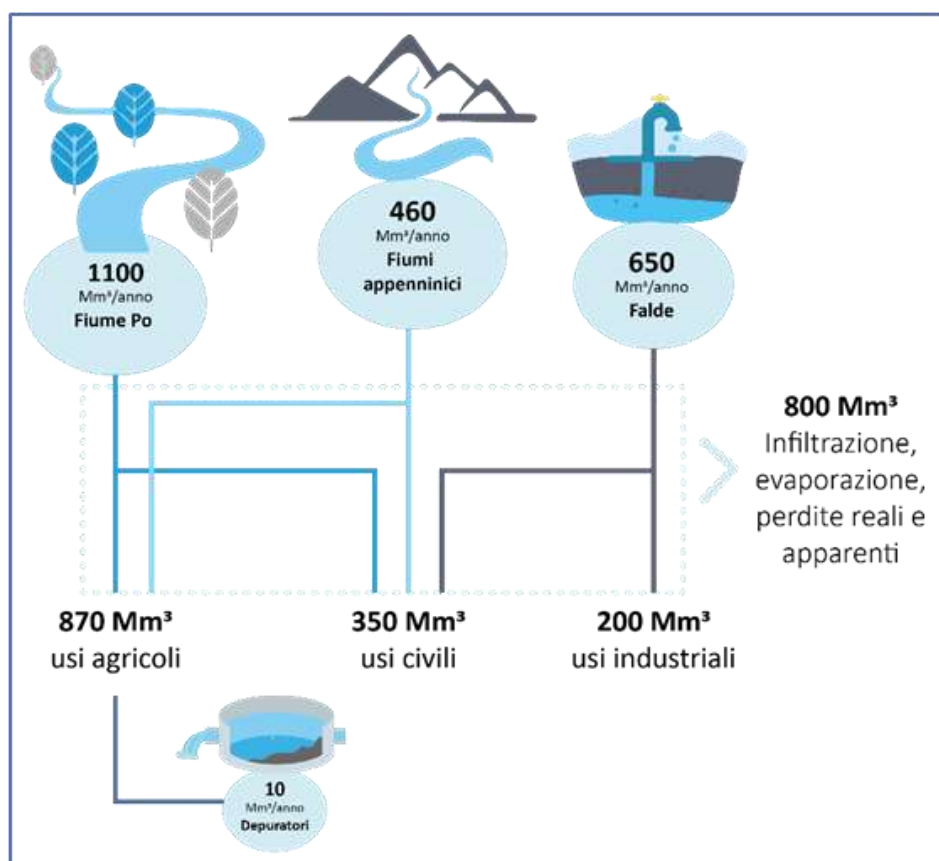 1100
Mm³/anno
Fiume Po
460
Mm³/anno
Fiumi
appenninici
650
Mm³/anno
Falde
800 Mm³
Infiltrazione,
evaporazione,
perdite reali e
apparenti
870 Mm³
usi agricoli
350 Mm³
usi civili
200 Mm³
usi industriali
10
Mm³/anno
Depuratori